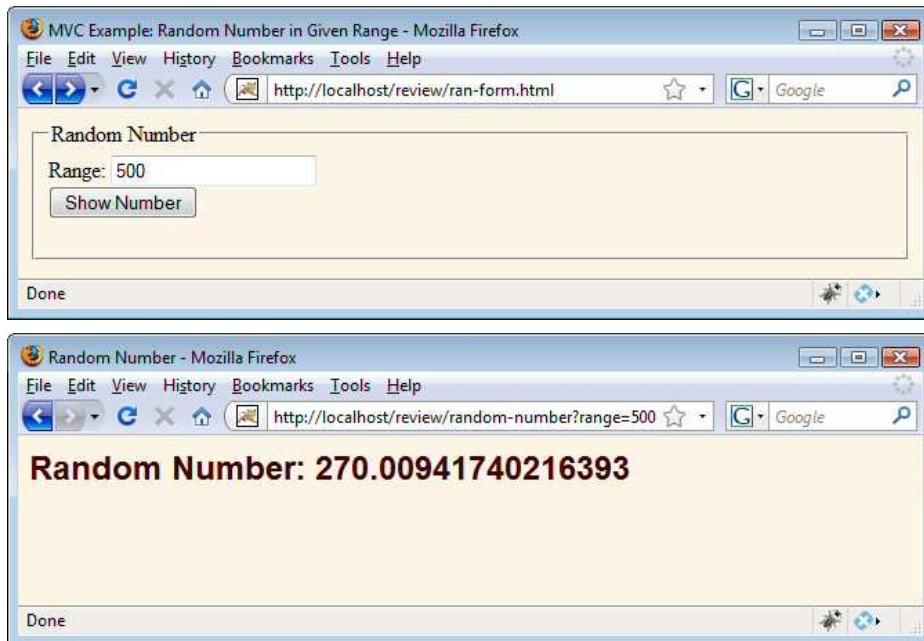 MVC Example: Random Number in Given Range - Mozilla Firefox
File Edit View History Bookmarks Tools Help
http://localhost/review/ran-form.html G Google
Random Number
Range: 500
Show Number
Done
Random Number - Mozilla Firefox
File Edit View History Bookmarks Tools Help
http://localhost/review/random-number?range=500 G Google
Random Number: 270.00941740216393
Done